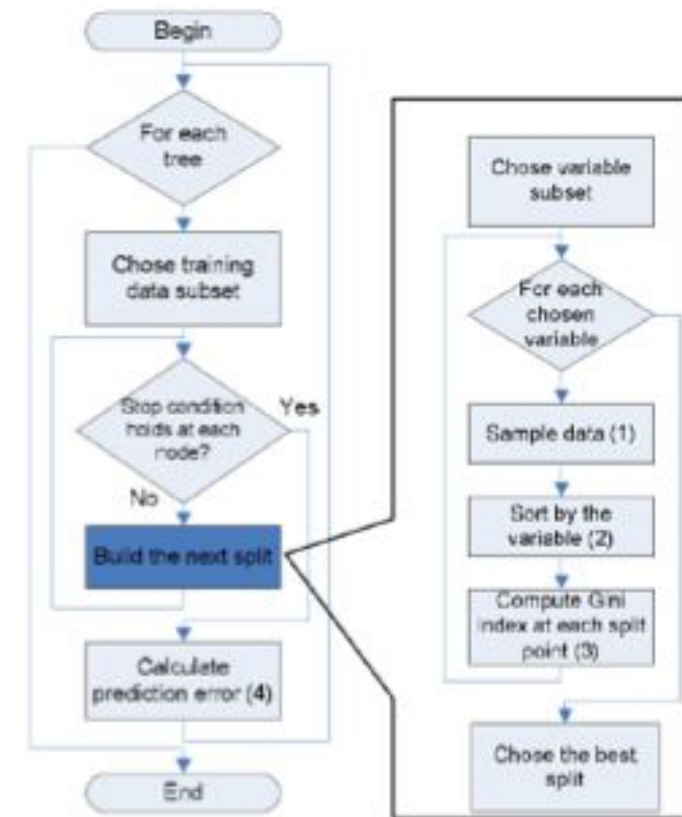 Begin
For each
tree
Chose training
data subset
Stop condition
holds at each
node?
Yes
No
Build the next split
Calculate
prediction error (4)
End
Chose variable
subset
For each
chosen
variable
Sample data (1)
Sort by the
variable (2)
Compute Gini
index at each split
point (3)
Chose the best
split